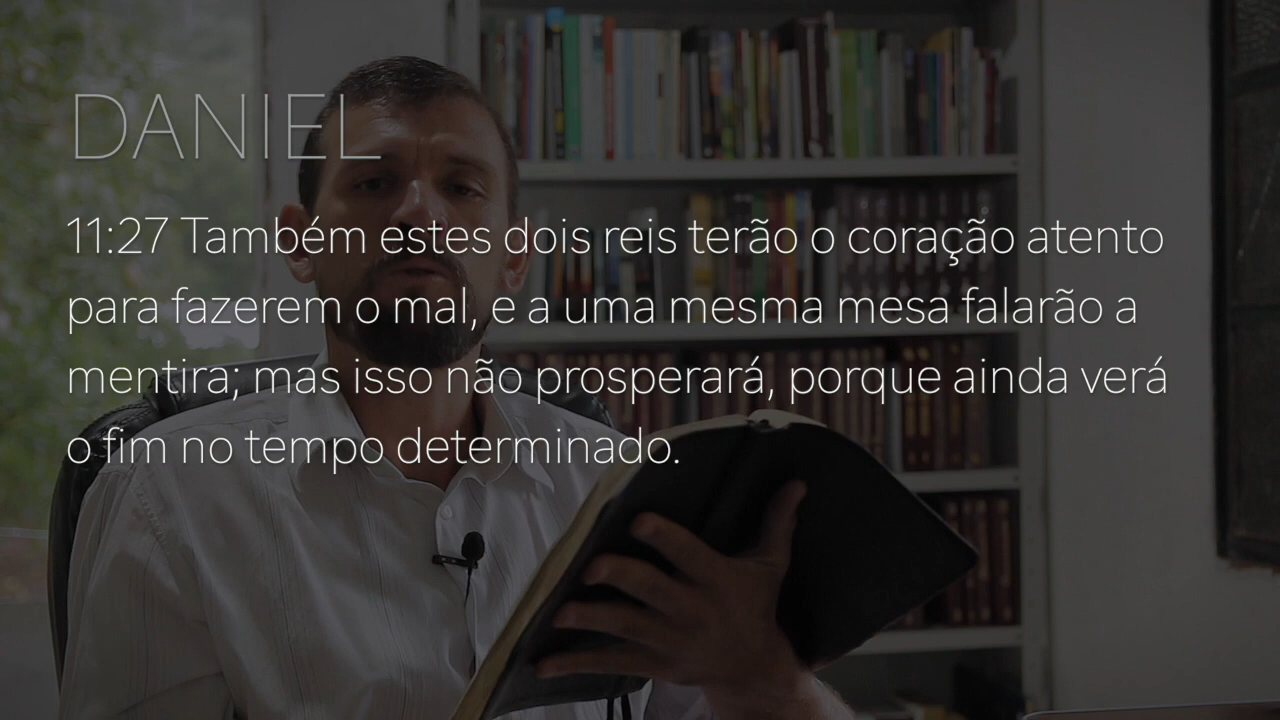 DANIEL
11:27 Também estes dois reis terão o coração atento
para fazerem o mal, e a uma mesma mesa falarão a
mentira; mas isso não prosperará, porque ainda verá
o fim no tempo determinado.